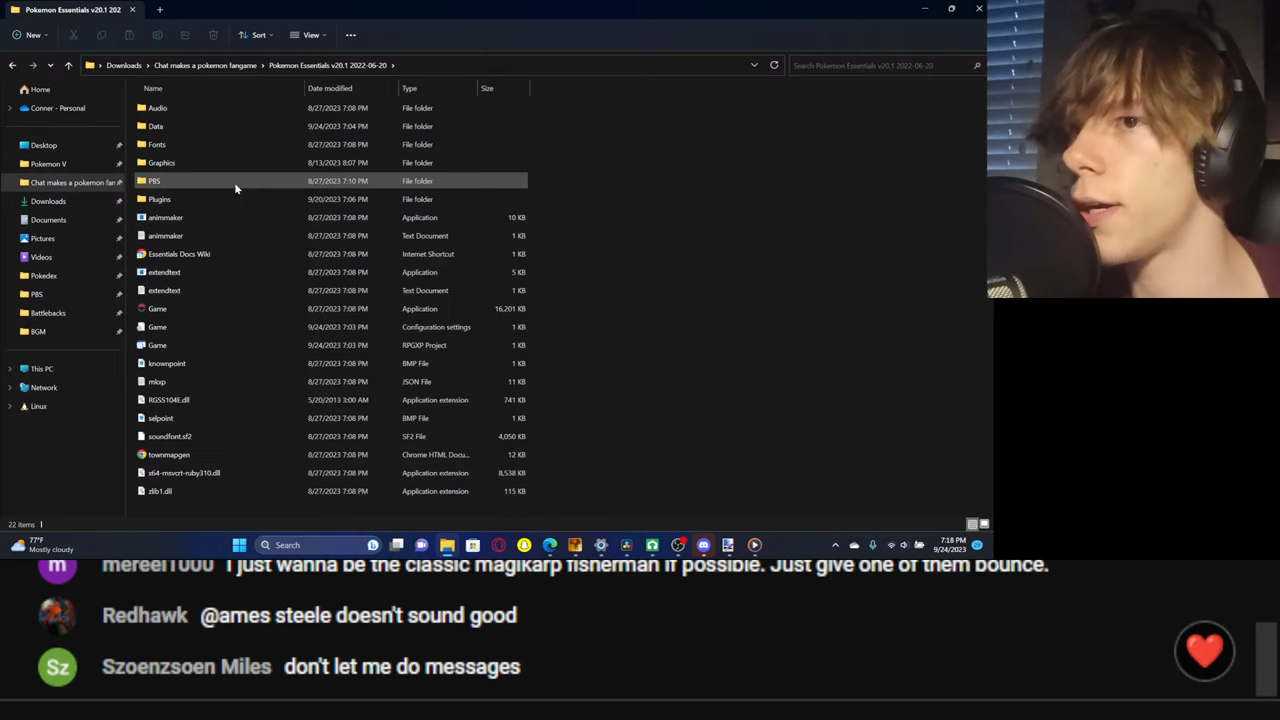 Pokemon Essentials v20.1 202
New
Sort
View
Downloads > Chat makes a pokemon fangame > Pokemon Essentials v20.1 2022-06-20 >
Search Pokemon Essentials v20.1 2022-06-20
Name Date modified Type Size
Home
Conner - Personal
Desktop
Pokemon V
Chat makes a pokemon fan
Downloads
Documents
Pictures
Videos
Pokedex
PBS
Battlebacks
BGM
This PC
Network
Linux
Audio 8/27/2023 7:08 PM File folder
Data 9/24/2023 7:04 PM File folder
Fonts 8/27/2023 7:08 PM File folder
Graphics 8/13/2023 8:07 PM File folder
PBS 8/27/2023 7:10 PM File folder
Plugins 9/20/2023 7:06 PM File folder
animmaker 8/27/2023 7:08 PM Application 10 KB
animmaker 8/27/2023 7:08 PM Text Document 1 KB
Essentials Docs Wiki 8/27/2023 7:08 PM Internet Shortcut 1 KB
extendtext 8/27/2023 7:08 PM Application 5 KB
extendtext 8/27/2023 7:08 PM Text Document 1 KB
Game 8/27/2023 7:08 PM Application 16,201 KB
Game 9/24/2023 7:03 PM Configuration settings 1 KB
Game 9/24/2023 7:03 PM RPGXP Project 1 KB
knownpoint 8/27/2023 7:08 PM BMP File 1 KB
mkxp 8/27/2023 7:08 PM JSON File 11 KB
RGSS104E.dll 5/20/2013 3:00 AM Application extension 741 KB
selpoint 8/27/2023 7:08 PM BMP File 1 KB
soundfont.sf2 8/27/2023 7:08 PM SF2 File 4,050 KB
townmapgen 8/27/2023 7:08 PM Chrome HTML Docu... 12 KB
x64-msvcrt-ruby310.dll 8/27/2023 7:08 PM Application extension 8,538 KB
zlib1.dll 8/27/2023 7:08 PM Application extension 115 KB
22 items
77°F
Mostly cloudy
Search
7:18 PM
9/24/2023
m mereel1000 I just wanna be the classic magikarp fisherman if possible. Just give one of them bounce.
Redhawk @ames steele doesn't sound good
Sz Szoenzsoen Miles don't let me do messages